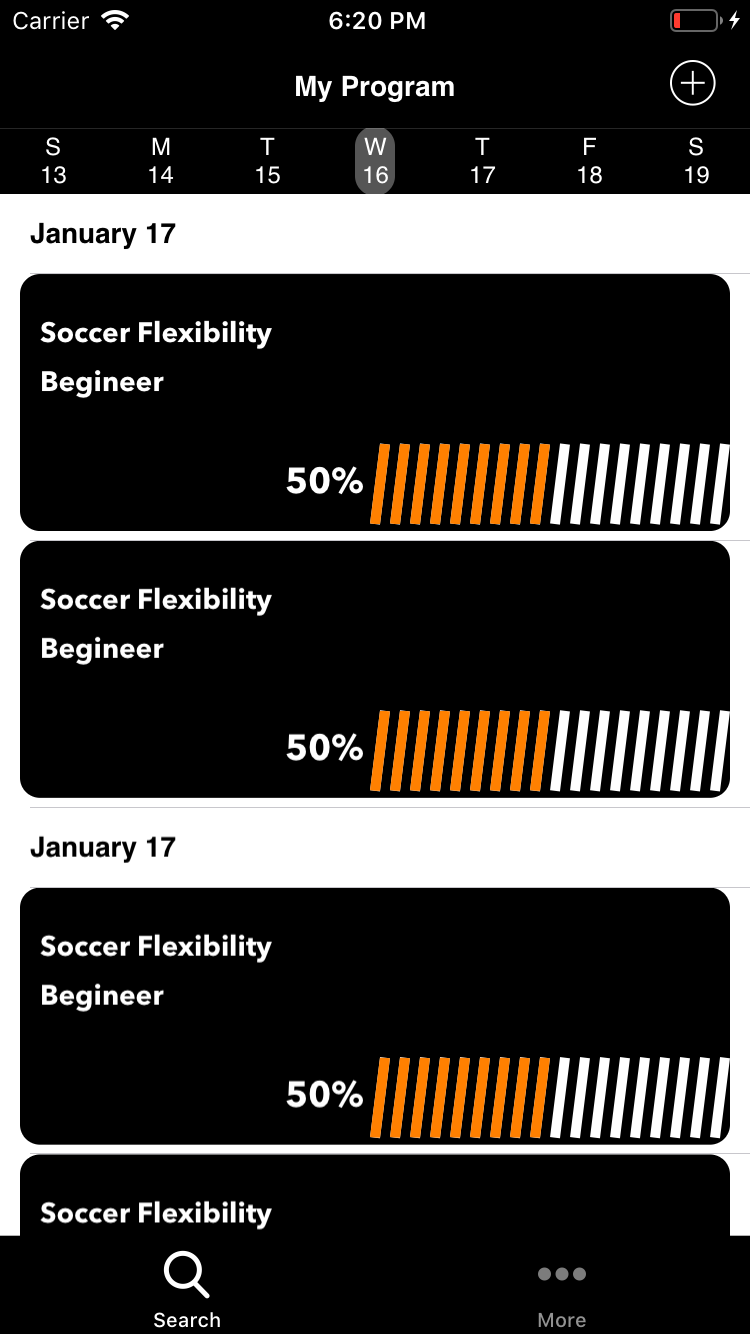 Carrier 6:20 PM
My Program
S M T W T F S
13 14 15 16 17 18 19
January 17
Soccer Flexibility
Begineer
50%
Soccer Flexibility
Begineer
50%
January 17
Soccer Flexibility
Begineer
50%
Soccer Flexibility
Search More